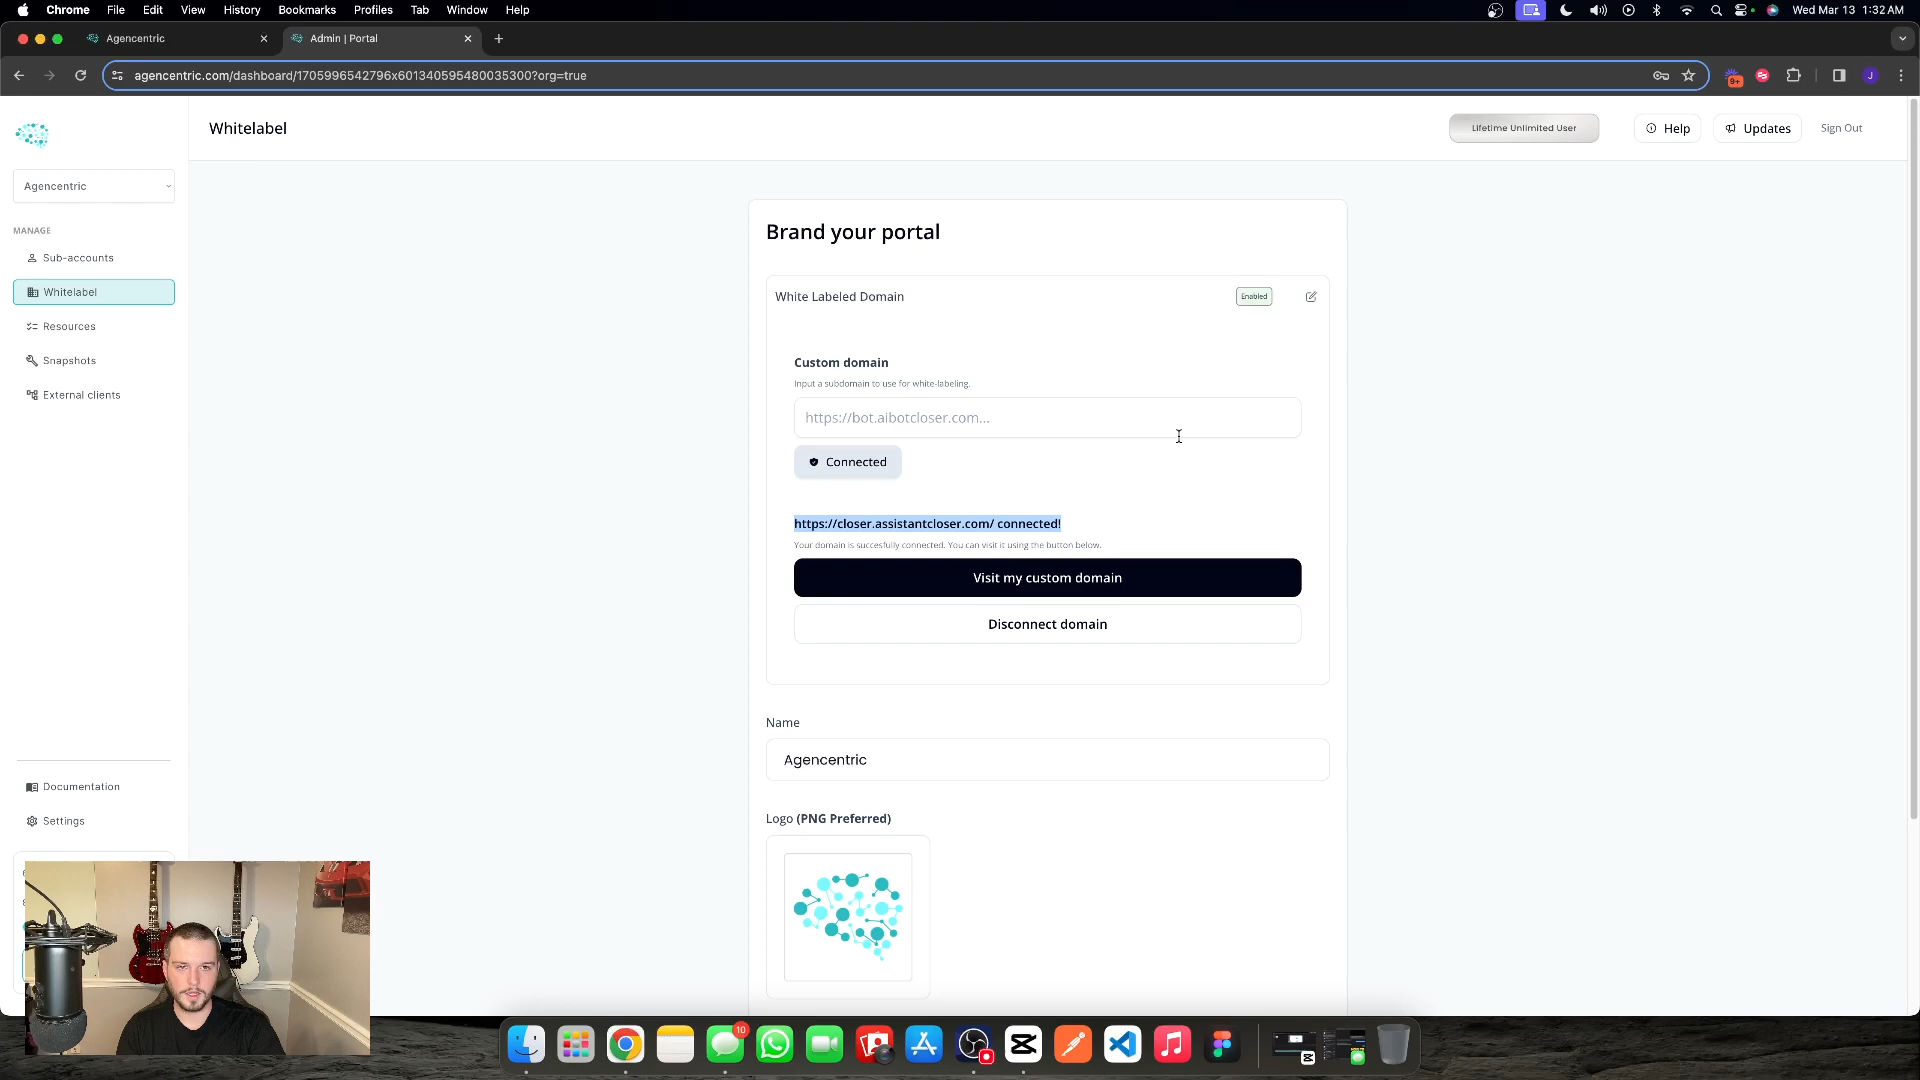 Chrome File Edit View History Bookmarks Profiles Tab Window Help
Wed Mar 13 1:32 AM
Agencentric
Admin | Portal
agencentric.com/dashboard/1705996542796x601340595480035300?org=true
9+
J
Whitelabel
Lifetime Unlimited User
Help
Updates
Sign Out
Agencentric
MANAGE
Sub-accounts
Whitelabel
Resources
Snapshots
External clients
Documentation
Settings
Brand your portal
White Labeled Domain
Enabled
Custom domain
Input a subdomain to use for white-labeling.
https://bot.aibotcloser.com...
Connected
https://closer.assistantcloser.com/ connected!
Your domain is succesfully connected. You can visit it using the button below.
Visit my custom domain
Disconnect domain
Name
Agencentric
Logo (PNG Preferred)
10